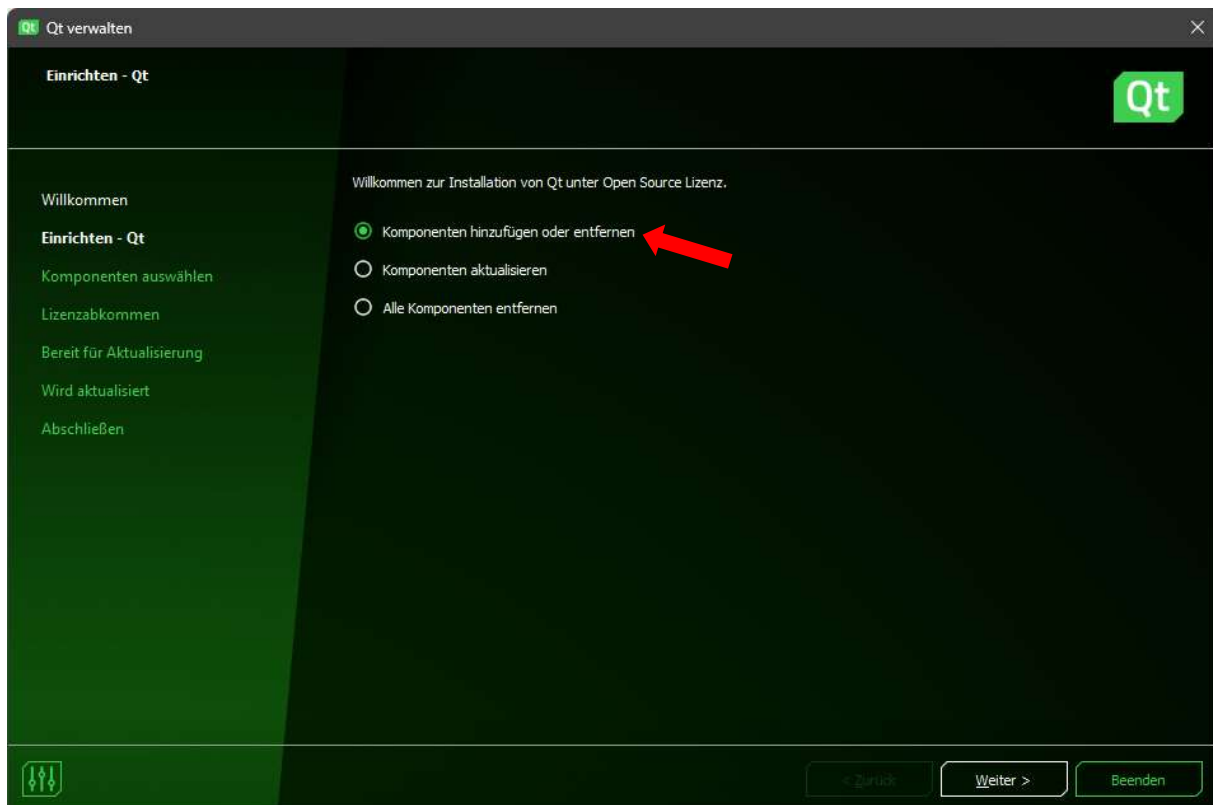 Qt Qt verwalten
Einrichten - Qt
Qt
Willkommen
Einrichten - Qt
Komponenten auswählen
Lizenzabkommen
Bereit für Aktualisierung
Wird aktualisiert
Abschließen
Willkommen zur Installation von Qt unter Open Source Lizenz.
Komponenten hinzufügen oder entfernen
Komponenten aktualisieren
Alle Komponenten entfernen
< Zurück Weiter > Beenden